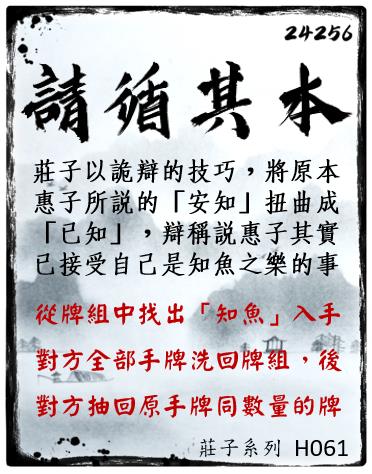 24256
請循其本
莊子以詭辯的技巧，將原本
惠子所說的「安知」扭曲成
「已知」，辯稱說惠子其實
已接受自己是知魚之樂的事
從牌組中找出「知魚」入手
對方全部手牌洗回牌組，後
對方抽回原手牌同數量的牌
莊子系列 H061